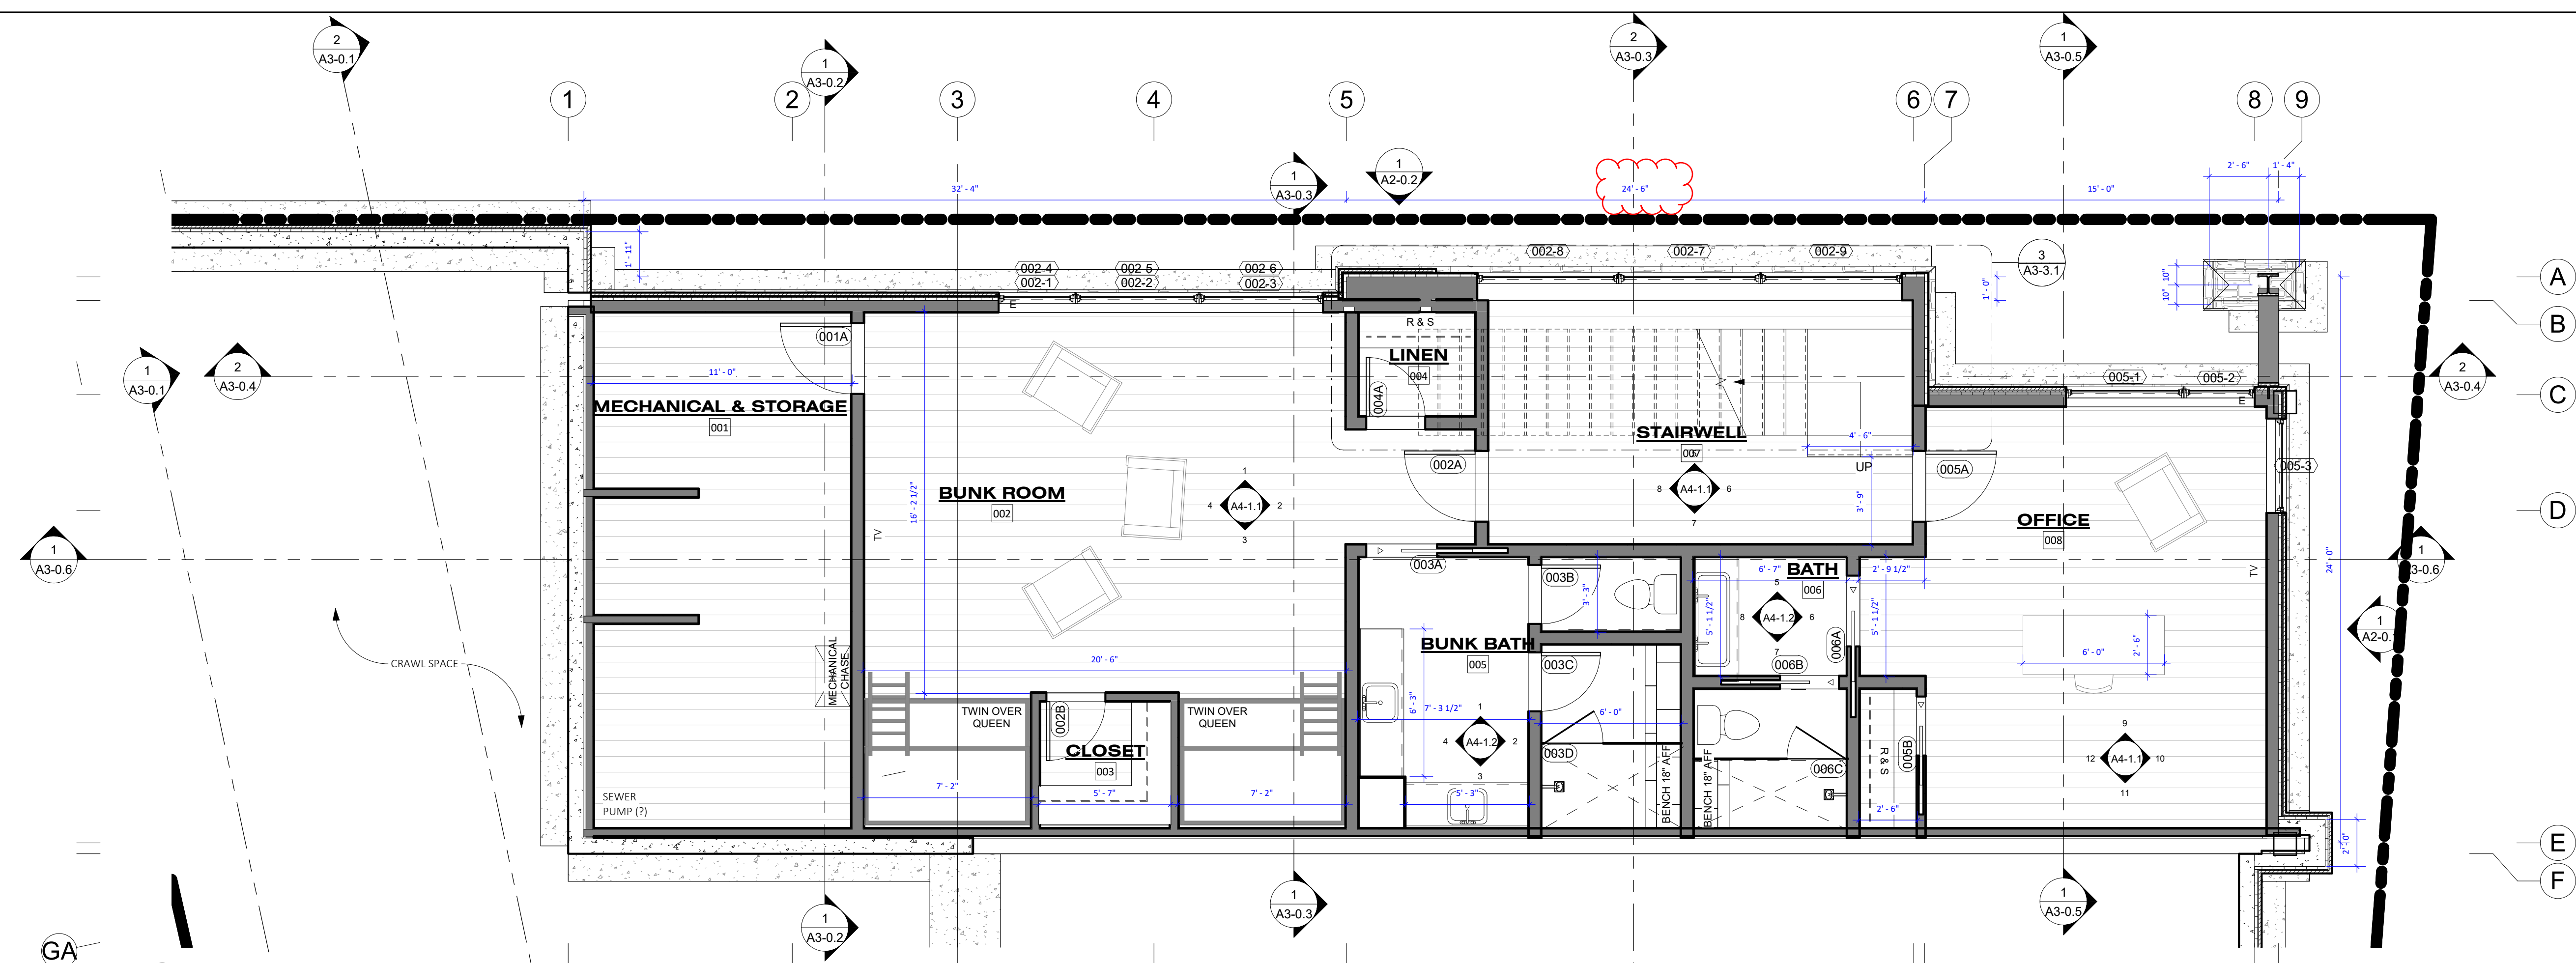 2
A3-0.1
1
A3-0.2
2
A3-0.3
1
A3-0.5
1
2
3
4
5
6
7
8
9
1
A3-0.3
1
A2-0.2
32' - 4"
24' - 6"
15' - 0"
2' - 6"
1' - 4"
1' - 11"
002-4
002-5
002-6
002-1
002-2
002-3
E
002-8
002-7
002-9
3
A3-3.1
1' - 0"
10"
10"
A
B
C
D
E
F
1
A3-0.1
2
A3-0.4
2
A3-0.4
001A
R & S
LINEN
004
004A
11' - 0"
MECHANICAL & STORAGE
001
005-1
005-2
E
STAIRWELL
007
4' - 6"
UP
3' - 9"
002A
005A
005-3
BUNK ROOM
002
16' - 2 1/2"
TV
1
4
A4-1.1
2
3
8
A4-1.1
6
7
OFFICE
008
24' - 0"
1
A3-0.6
1
A3-0.6
TV
003A
003B
3' - 3"
6' - 7"
BATH
006
2' - 9 1/2"
5
8
A4-1.2
6
7
5' - 1 1/2"
5' - 1 1/2"
006A
006B
1
A2-0.
CRAWL SPACE
MECHANICAL
CHASE
20' - 6"
BUNK BATH
005
003C
6' - 0"
2' - 6"
TWIN OVER
QUEEN
TWIN OVER
QUEEN
002B
CLOSET
003
6' - 3"
7' - 3 1/2"
1
4
A4-1.2
2
3
6' - 0"
003D
BENCH 18" AFF
BENCH 18" AFF
006C
R & S
005B
9
12
A4-1.1
10
11
7' - 2"
5' - 7"
7' - 2"
5' - 3"
2' - 6"
SEWER
PUMP (?)
2' - 0"
1
A3-0.2
1
A3-0.3
1
A3-0.5
GA